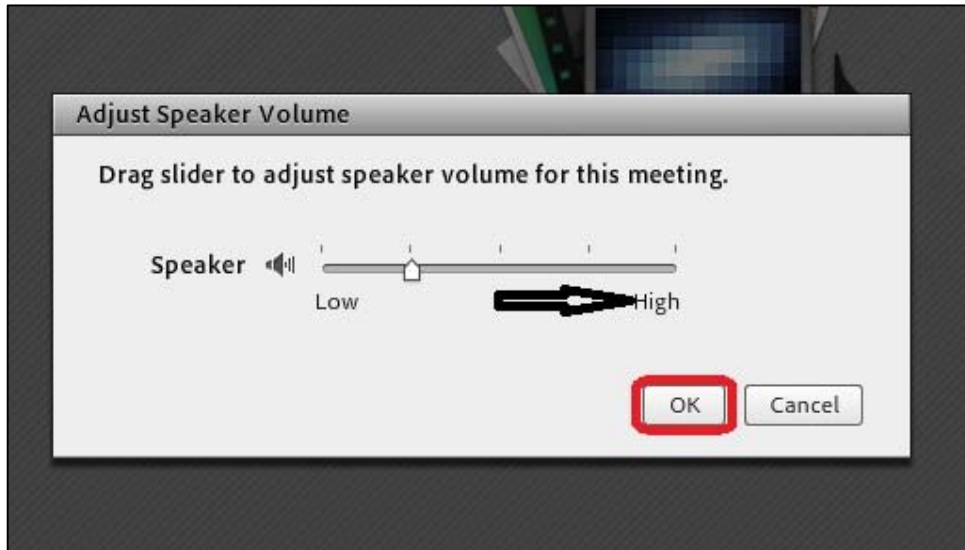 Adjust Speaker Volume
Drag slider to adjust speaker volume for this meeting.
Speaker
Low High
OK Cancel